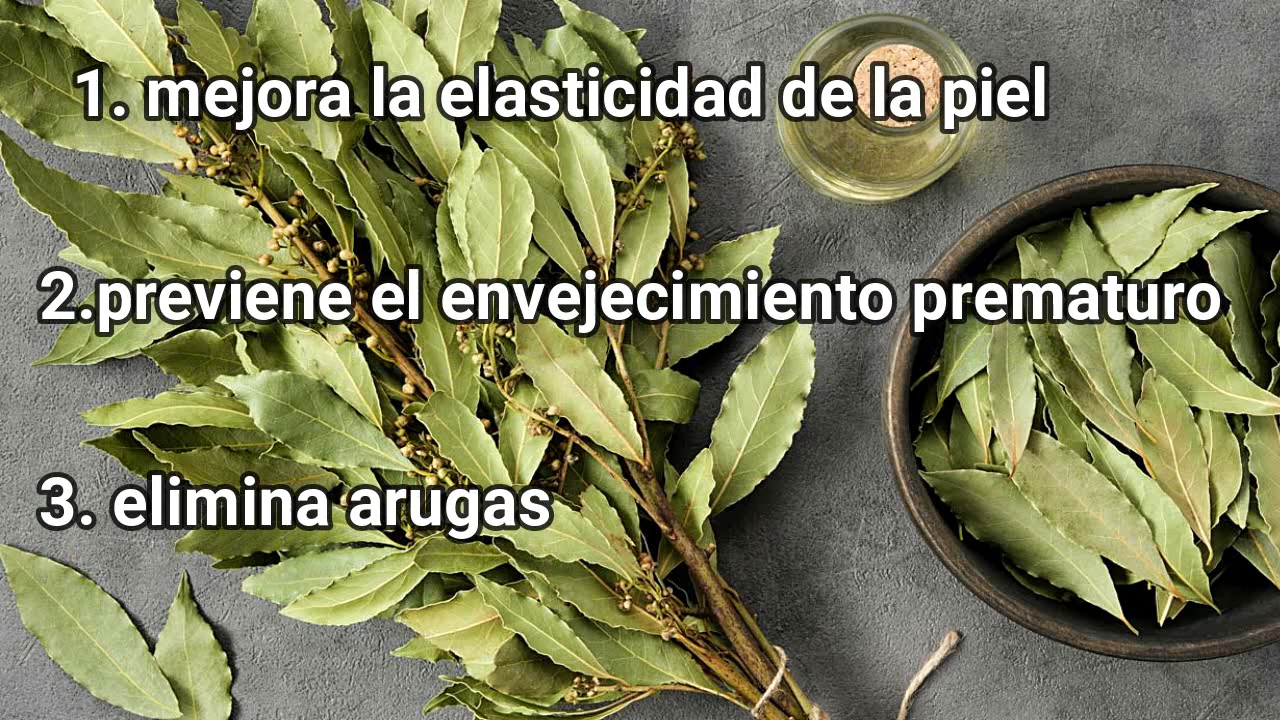 1. mejora la elasticidad de la piel
2.previene el envejecimiento prematuro
3. elimina arugas